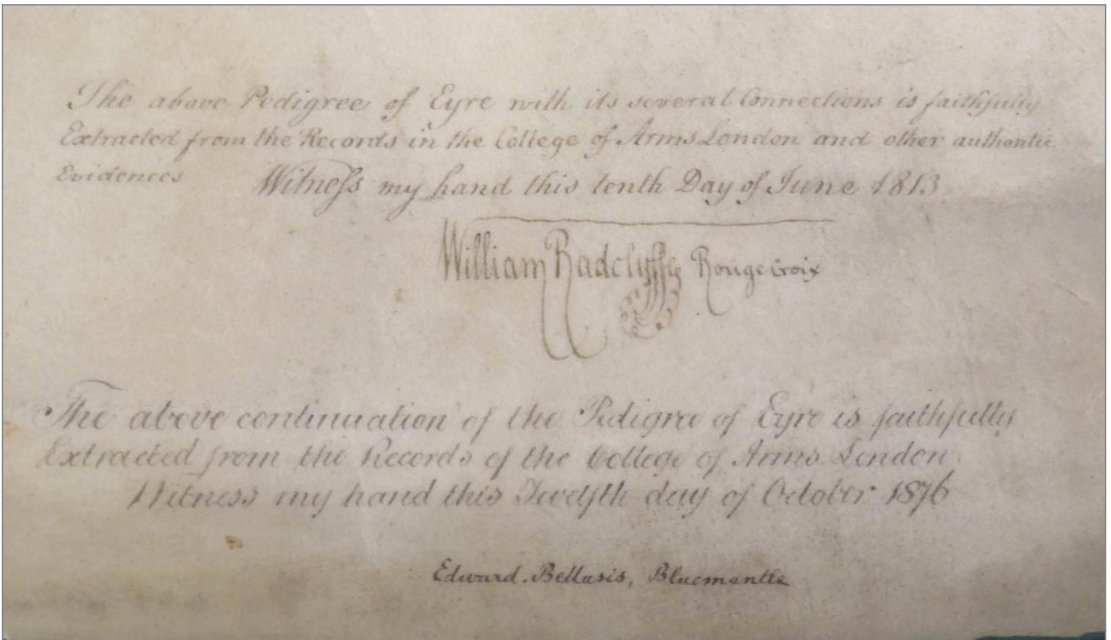 The above Pedigree of Eyre with its several Connections is faithfully
Extracted from the Records in the College of Arms London and other authentic
Evidences Witneſs my hand this tenth Day of June 1813
William Radclyffe Rouge Croix
The above continuation of the Pedigree of Eyre is faithfully
Extracted from the Records of the College of Arms London.
Witness my hand this Twelfth day of October 1876
Edward Bellasis, Bluemantle